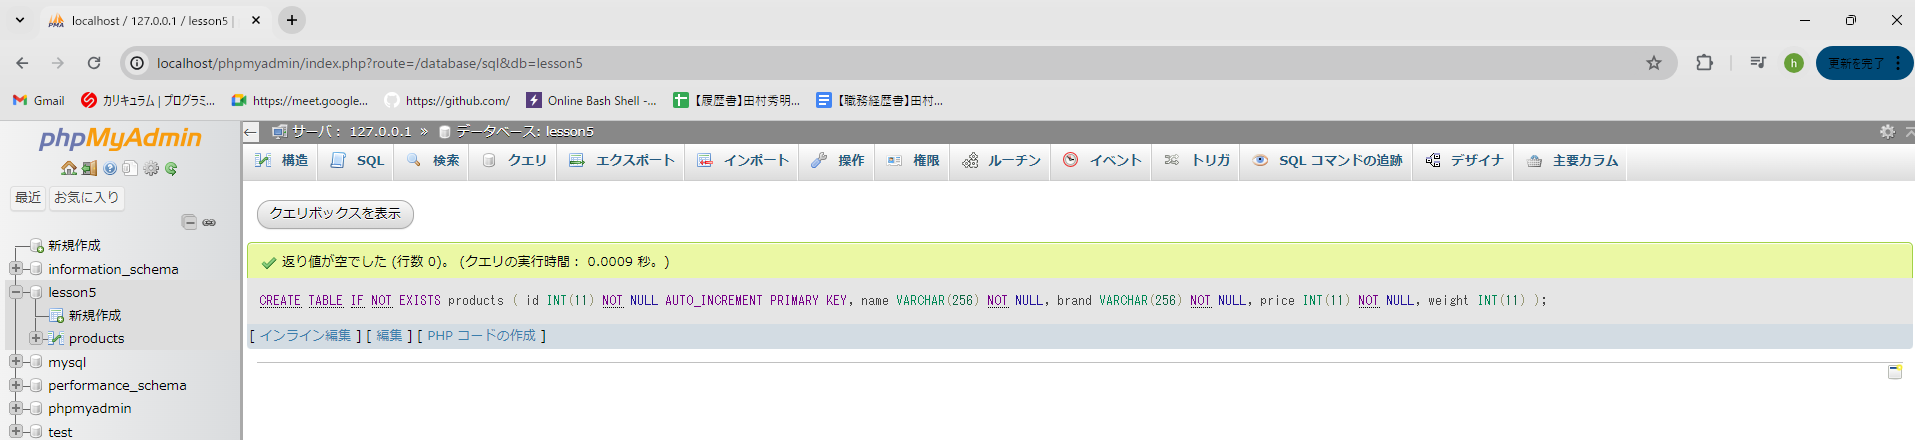 localhost / 127.0.0.1 / lesson5 |
localhost/phpmyadmin/index.php?route=/database/sql&db=lesson5
更新を完了
h
Gmail
カリキュラム | プログラミ...
https://meet.google...
https://github.com/
Online Bash Shell -...
【履歴書】田村秀明...
【職務経歴書】田村...
phpMyAdmin
最近
お気に入り
新規作成
information_schema
lesson5
新規作成
products
mysql
performance_schema
phpmyadmin
test
サーバ: 127.0.0.1 » データベース: lesson5
構造
SQL
検索
クエリ
エクスポート
インポート
操作
権限
ルーチン
イベント
トリガ
SQL コマンドの追跡
デザイナ
主要カラム
クエリボックスを表示
返り値が空でした (行数 0)。 (クエリの実行時間: 0.0009 秒。)
CREATE TABLE IF NOT EXISTS products ( id INT(11) NOT NULL AUTO_INCREMENT PRIMARY KEY, name VARCHAR(256) NOT NULL, brand VARCHAR(256) NOT NULL, price INT(11) NOT NULL, weight INT(11) );
[ インライン編集 ] [ 編集 ] [ PHP コードの作成 ]